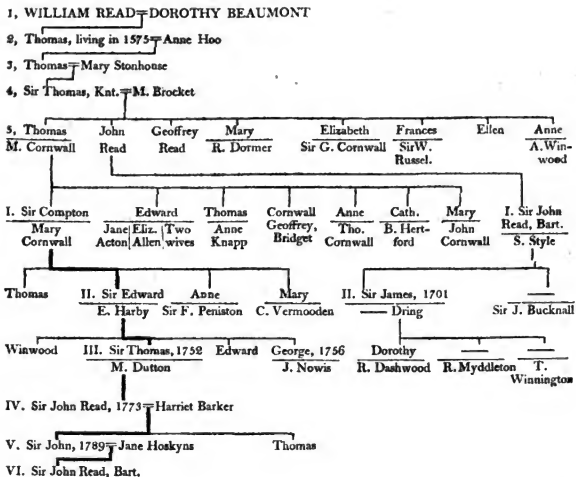 1, WILLIAM READ=DOROTHY BEAUMONT
2, Thomas, living in 1575=Anne Hoo
3, Thomas=Mary Stonhouse
4, Sir Thomas, Knt.=M. Brocket
5, Thomas John Geoffrey Mary Elizabeth Frances Ellen Anne
M. Cornwall Read Read R. Dormer Sir G. Cornwall Sir W. A. Win-
Russel. wood
I. Sir Compton Edward Thomas Cornwall Anne Cath. Mary I. Sir John
Mary Jane Eliz. Two Anne Geoffrey, Tho. B. Hert- John Read, Bart.
Cornwall Acton Allen wives Knapp Bridget Cornwall ford Cornwall S. Style
Thomas II. Sir Edward Anne Mary II. Sir James, 1701 —
E. Harby Sir F. Peniston C. Vermooden — Dring Sir J. Bucknall
Winwood III. Sir Thomas, 1752 Edward George, 1756 Dorothy — —
M. Dutton J. Nowis R. Dashwood R. Myddleton T.
Winnington
IV. Sir John Read, 1773=Harriet Barker
V. Sir John, 1789=Jane Hoskyns Thomas
VI. Sir John Read, Bart.